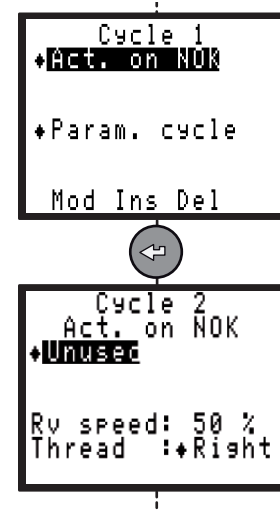 Cycle 1
♦Act. on NOK
♦Param. cycle
Mod Ins Del
Cycle 2
Act. on NOK
♦Unused
Rv speed: 50 %
Thread :♦Right